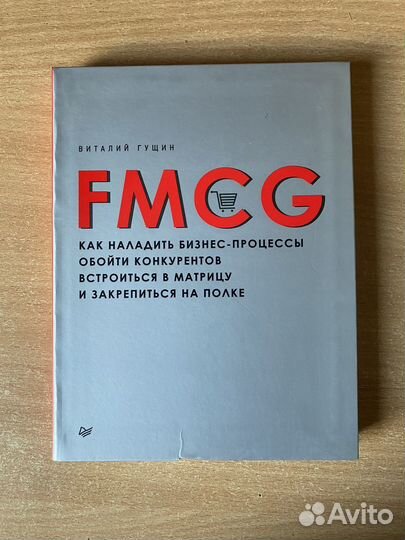 ВИТАЛИЙ ГУЩИН
FMCG
КАК НАЛАДИТЬ БИЗНЕС-ПРОЦЕССЫ
ОБОЙТИ КОНКУРЕНТОВ
ВСТРОИТЬСЯ В МАТРИЦУ
И ЗАКРЕПИТЬСЯ НА ПОЛКЕ
Avito